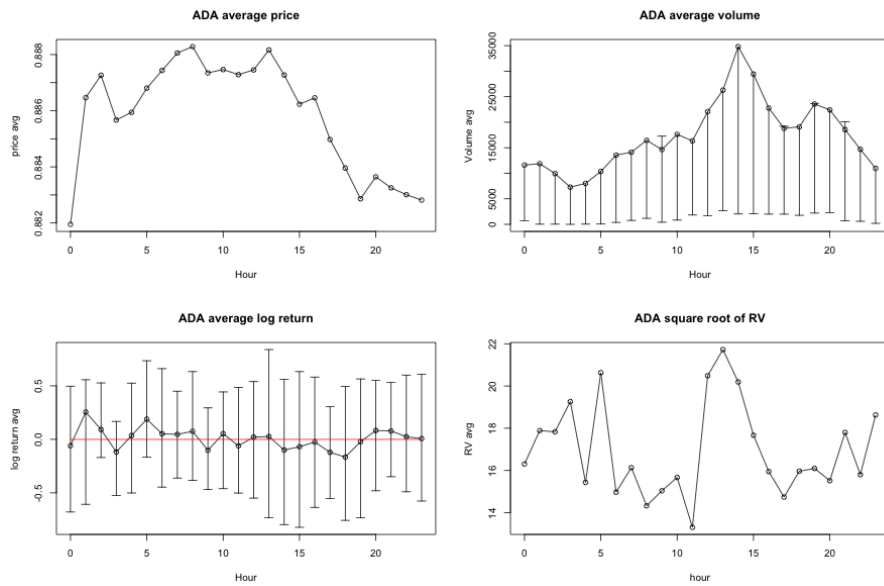 ADA average price
price avg
0.888
0.886
0.884
0.882
0 5 10 15 20
Hour
ADA average volume
Volume avg
35000
25000
15000
5000
0
0 5 10 15 20
Hour
ADA average log return
log return avg
0.5
0.0
-0.5
0 5 10 15 20
Hour
ADA square root of RV
RV avg
22
20
18
16
14
0 5 10 15 20
hour